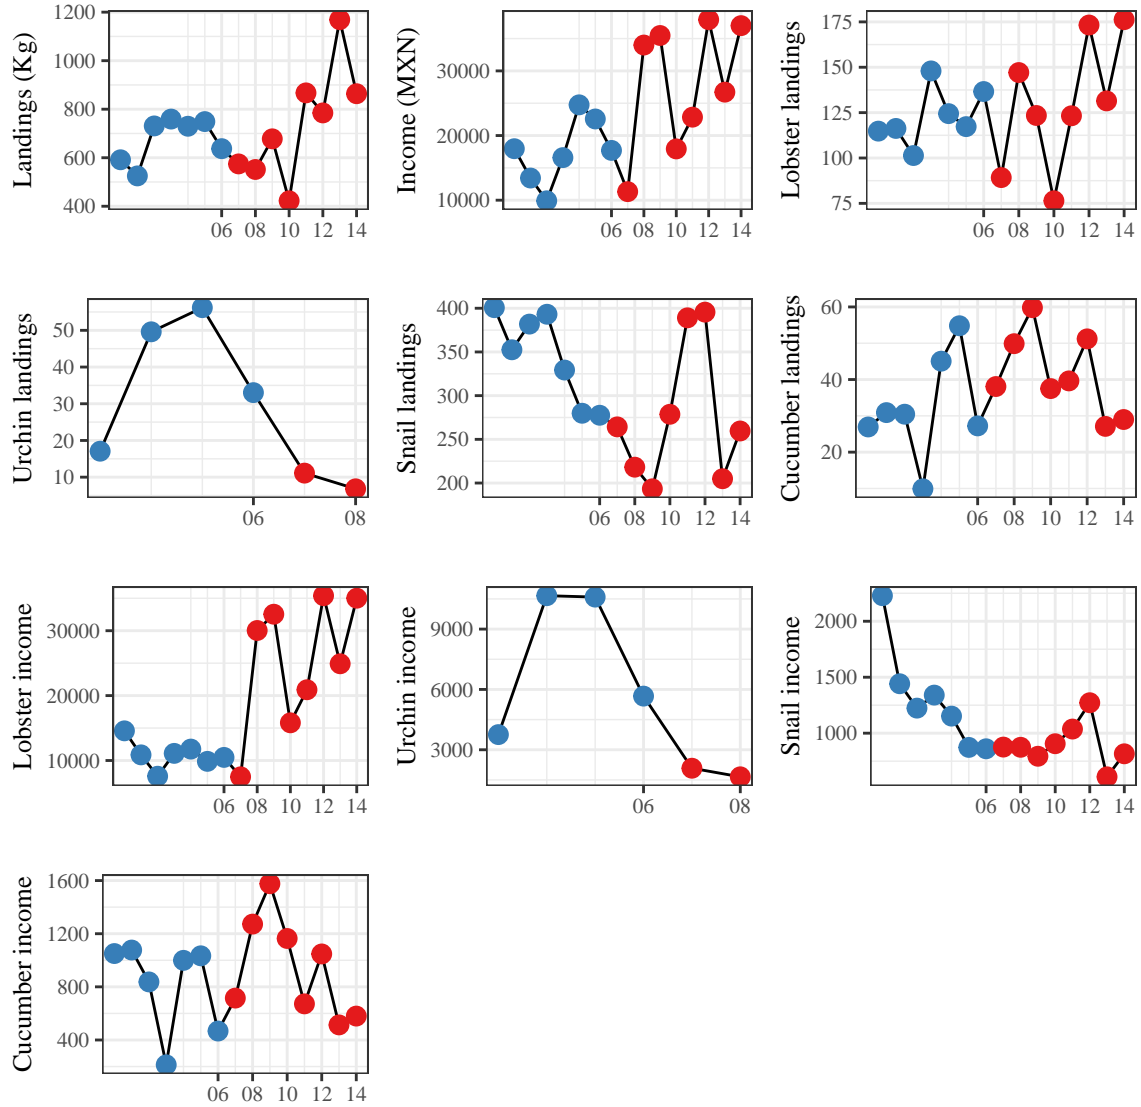 Landings (Kg)
1200
1000
800
600
400
06 08 10 12 14
Income (MXN)
30000
20000
10000
06 08 10 12 14
Lobster landings
175
150
125
100
75
06 08 10 12 14
Urchin landings
50
40
30
20
10
06 08
Snail landings
400
350
300
250
200
06 08 10 12 14
Cucumber landings
60
40
20
06 08 10 12 14
Lobster income
30000
20000
10000
06 08 10 12 14
Urchin income
9000
6000
3000
06 08
Snail income
2000
1500
1000
06 08 10 12 14
Cucumber income
1600
1200
800
400
06 08 10 12 14